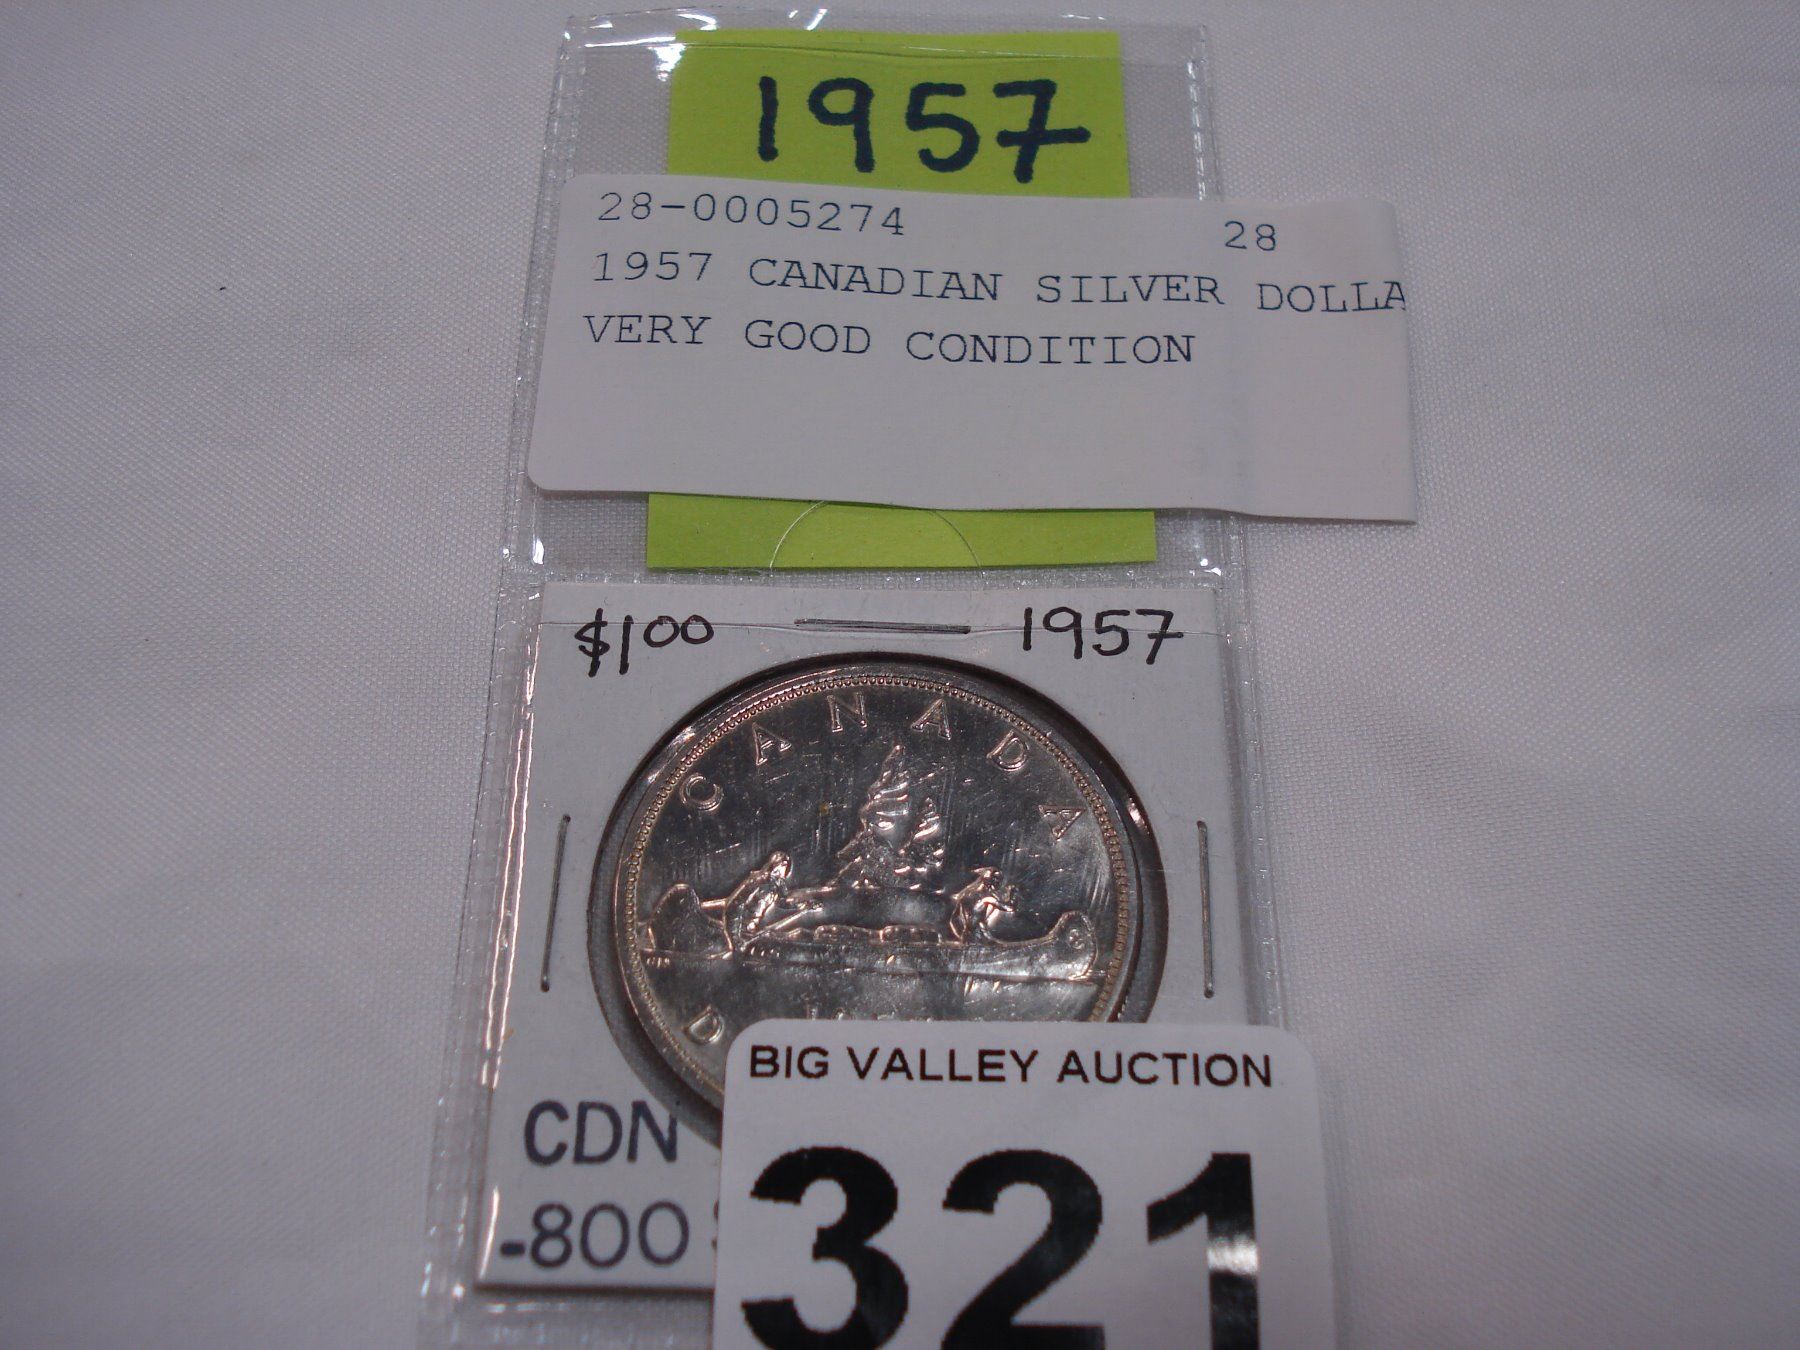 1957
28-0005274 28
1957 CANADIAN SILVER DOLLA
VERY GOOD CONDITION
$1.00 1957
CANADA
D
CDN
-800
BIG VALLEY AUCTION
321